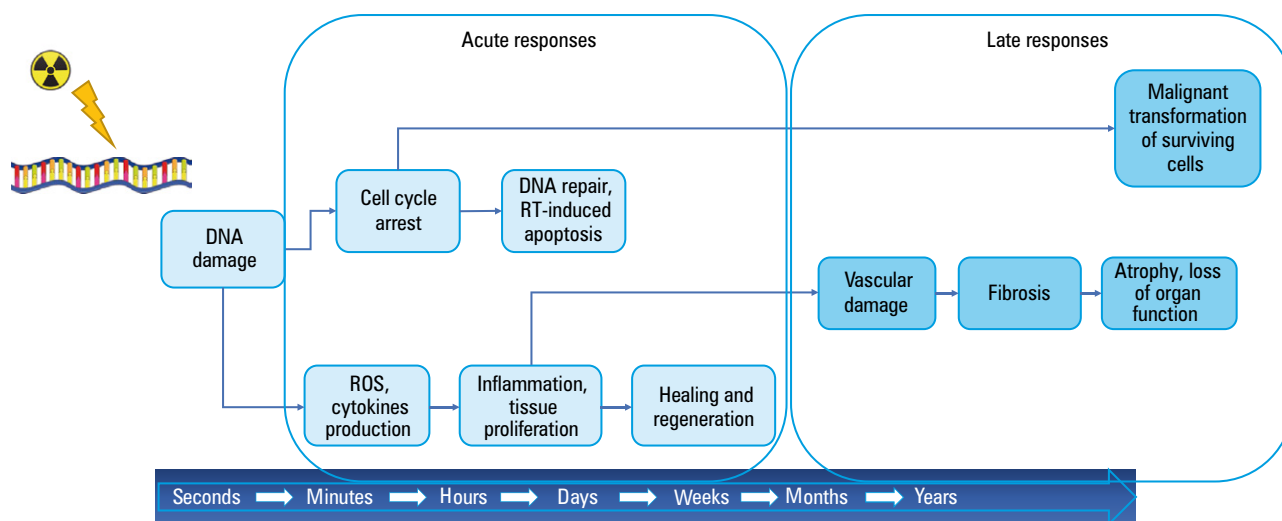 Acute responses
Late responses
Malignant
transformation
of surviving
cells
Cell cycle
arrest
DNA repair,
RT-induced
apoptosis
DNA
damage
Vascular
damage
Fibrosis
Atrophy, loss
of organ
function
ROS,
cytokines
production
Inflammation,
tissue
proliferation
Healing and
regeneration
Seconds
Minutes
Hours
Days
Weeks
Months
Years